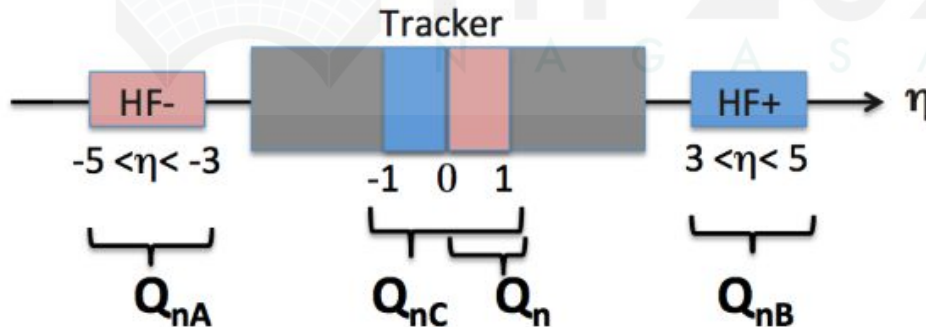 Tracker
N A G A S A
HF- HF+ η
-5 <η< -3 -1 0 1 3 <η< 5
QnA QnC Qn QnB